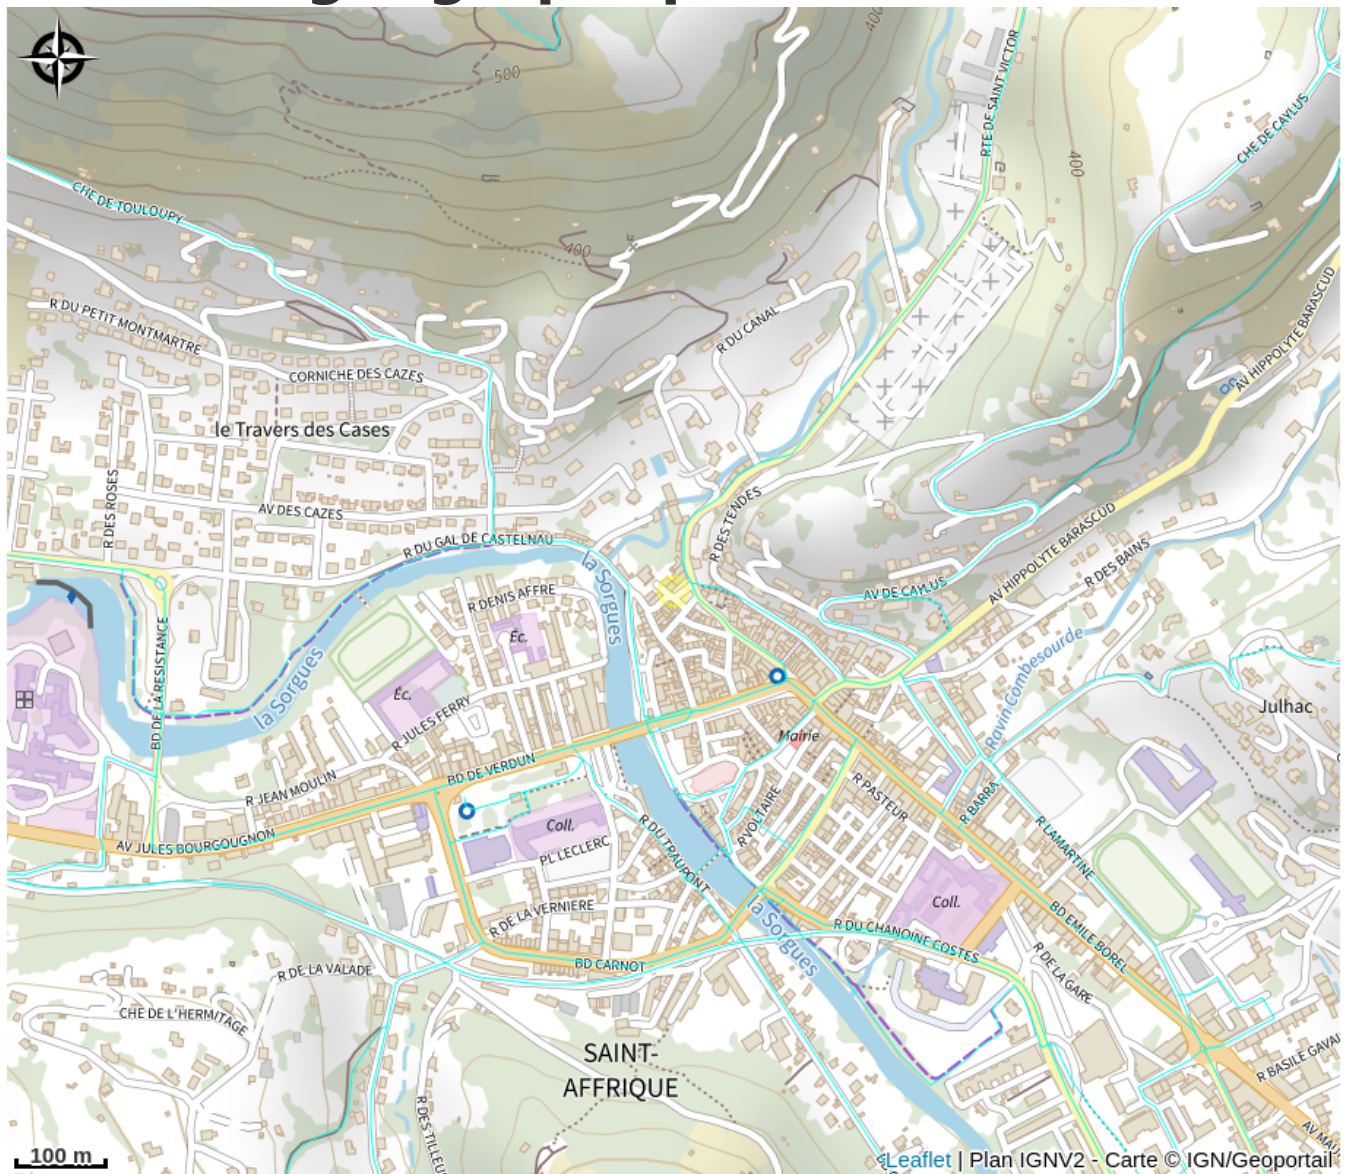 400
RTE DE SAINT VICTOR
500
CHE DE CAYLUS
400
CHE DE TOULOUPY
400
R DU PETIT MONTMARTRE
R DU CANAL
AV HIPPOLYTE BARASCUD
CORNICHE DES CAZES
le Travers des Cases
R DES ROSES
AV DES CAZES
R DES TENDES
R DU GAL DE CASTELNAU
AV HIPPOLYTE BARASCUD
R DES BAINS
la Sorgues
AV DE CAYLUS
R DENIS AFFRE
Éc.
BD DE LA RESISTANCE
la Sorgues
Éc.
R JULES FERRY
Ravin Combesourde
Julhac
Mairie
BD DE VERDUN
R JEAN MOULIN
R PASTEUR
R BARRA
R VOLTAIRE
R LAMARTINE
AV JULES BOURGOUGNON
Coll.
PL LECLERC
R DU TRAUPONT
Coll.
la Sorgues
R DE LA VERNIERE
R DU CHANOINE COSTES
BD EMILE BOREL
BD CARNOT
R DE LA GARE
R DE LA VALADE
CHE DE L'HERMITAGE
SAINT-
AFFRIQUE
R BASILE GAVAL
R DES TILLEU
AV MA
100 m
Leaflet | Plan IGNV2 - Carte © IGN/Geoportail